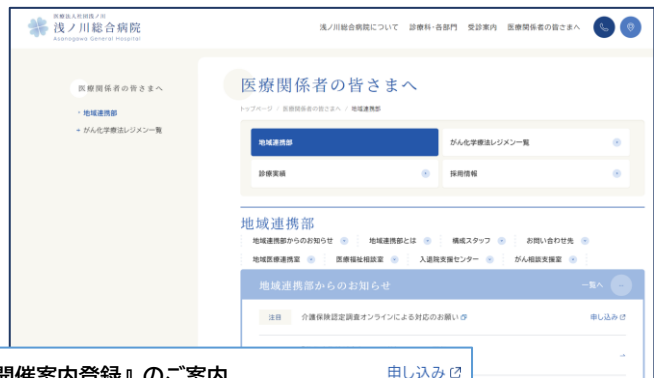 医療法人社団浅ノ川
浅ノ川総合病院
Asanogawa General Hospital
浅ノ川総合病院について 診療科・各部門 受診案内 医療関係者の皆さまへ
医療関係者の皆さまへ
地域連携部
+ がん化学療法レジメン一覧
医療関係者の皆さまへ
トップページ / 医療関係者の皆さまへ / 地域連携部
地域連携部 がん化学療法レジメン一覧
診療実績 採用情報
地域連携部
地域連携部からのお知らせ 地域連携部とは 構成スタッフ お問い合わせ先
地域医療連携室 医療福祉相談室 入退院支援センター がん相談支援室
地域連携部からのお知らせ 一覧へ
注目 介護保険認定調査オンラインによる対応のお願い 申し込み
開催案内登録』のご案内 申し込み